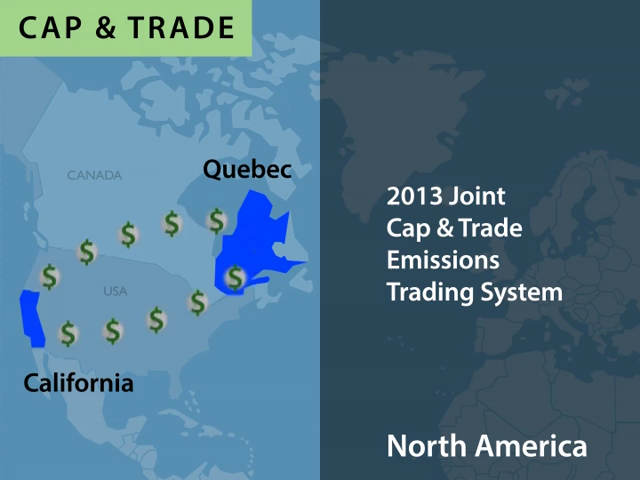 CAP & TRADE
CANADA
Quebec
$ $ $ $ $
$ $ $ $ $
USA
California
2013 Joint
Cap & Trade
Emissions
Trading System
North America